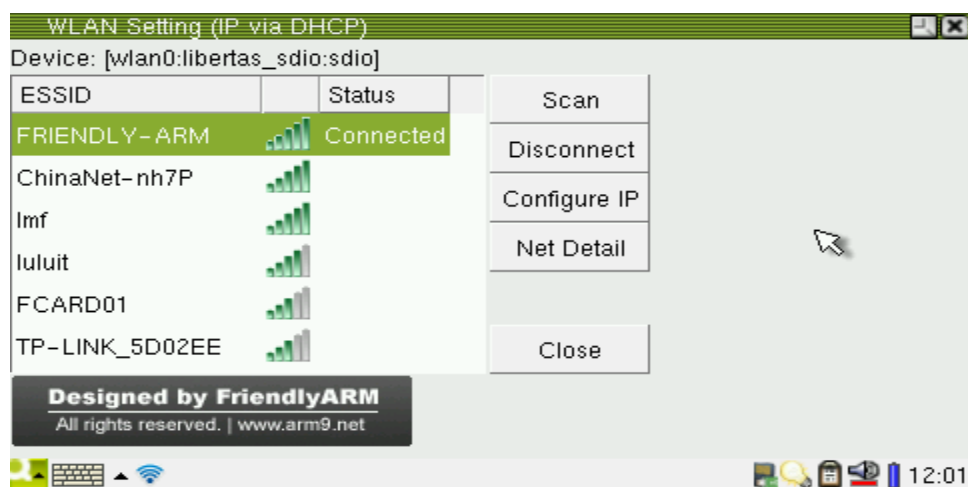 WLAN Setting (IP via DHCP)
Device: [wlan0:libertas_sdio:sdio]
ESSID Status
FRIENDLY-ARM Connected
ChinaNet-nh7P
lmf
luluit
FCARD01
TP-LINK_5D02EE
Scan
Disconnect
Configure IP
Net Detail
Close
Designed by FriendlyARM
All rights reserved. | www.arm9.net
12:01